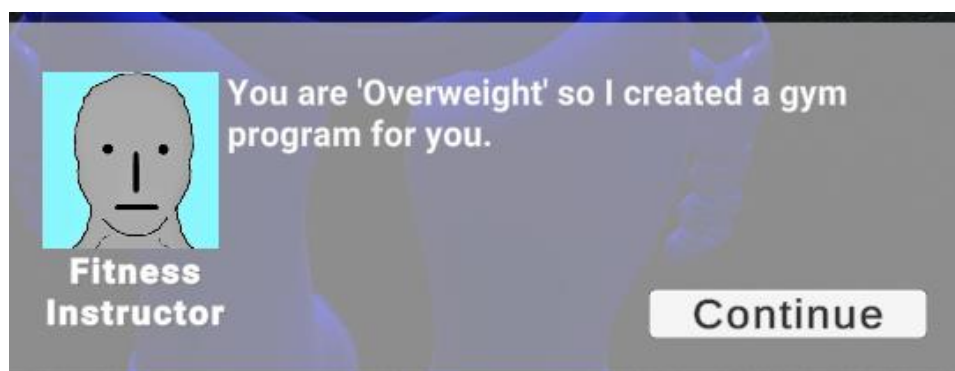 You are 'Overweight' so I created a gym
program for you.
Fitness
Instructor
Continue